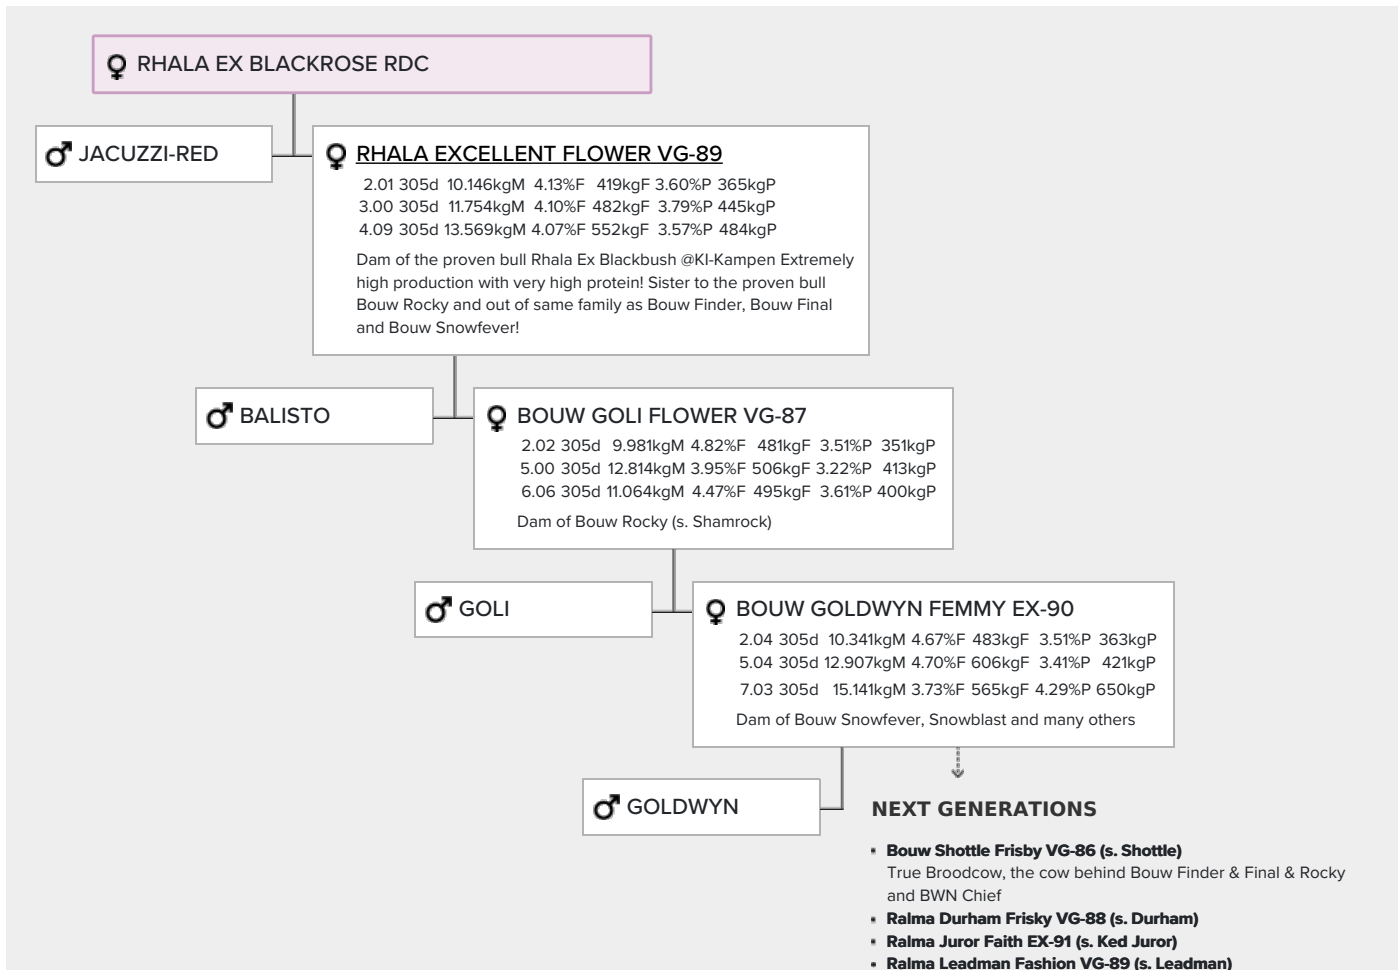 RHALA EX BLACKROSE RDC
JACUZZI-RED
RHALA EXCELLENT FLOWER VG-89
2.01 305d 10.146kgM 4.13%F 419kgF 3.60%P 365kgP
3.00 305d 11.754kgM 4.10%F 482kgF 3.79%P 445kgP
4.09 305d 13.569kgM 4.07%F 552kgF 3.57%P 484kgP
Dam of the proven bull Rhala Ex Blackbush @KI-Kampen Extremely
high production with very high protein! Sister to the proven bull
Bouw Rocky and out of same family as Bouw Finder, Bouw Final
and Bouw Snowfever!
BALISTO
BOUW GOLI FLOWER VG-87
2.02 305d 9.981kgM 4.82%F 481kgF 3.51%P 351kgP
5.00 305d 12.814kgM 3.95%F 506kgF 3.22%P 413kgP
6.06 305d 11.064kgM 4.47%F 495kgF 3.61%P 400kgP
Dam of Bouw Rocky (s. Shamrock)
GOLI
BOUW GOLDWYN FEMMY EX-90
2.04 305d 10.341kgM 4.67%F 483kgF 3.51%P 363kgP
5.04 305d 12.907kgM 4.70%F 606kgF 3.41%P 421kgP
7.03 305d 15.141kgM 3.73%F 565kgF 4.29%P 650kgP
Dam of Bouw Snowfever, Snowblast and many others
GOLDWYN
NEXT GENERATIONS
Bouw Shottle Frisby VG-86 (s. Shottle)
True Broodcow, the cow behind Bouw Finder & Final & Rocky
and BWN Chief
Ralma Durham Frisky VG-88 (s. Durham)
Ralma Juror Faith EX-91 (s. Ked Juror)
Ralma Leadman Fashion VG-89 (s. Leadman)